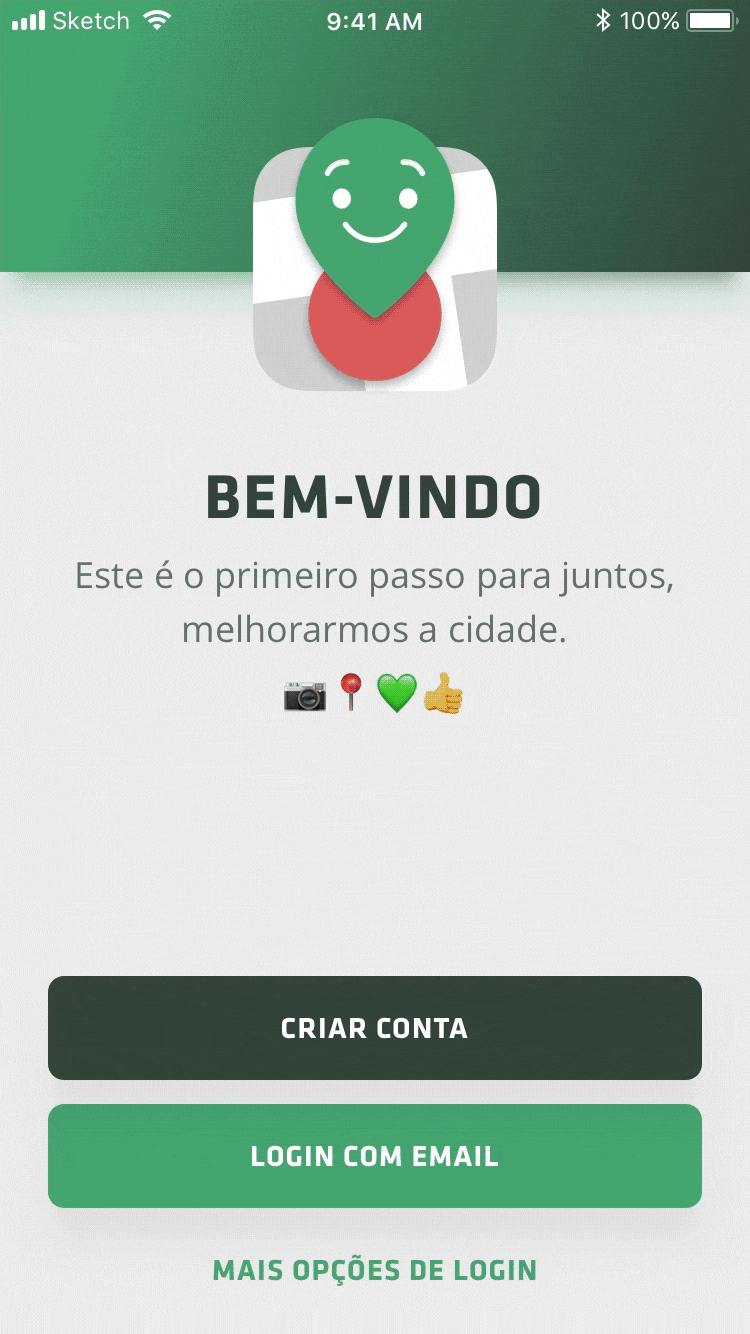 Sketch 9:41 AM 100%
BEM-VINDO
Este é o primeiro passo para juntos,
melhorarmos a cidade.
📷📍💚👍
CRIAR CONTA
LOGIN COM EMAIL
MAIS OPÇÕES DE LOGIN